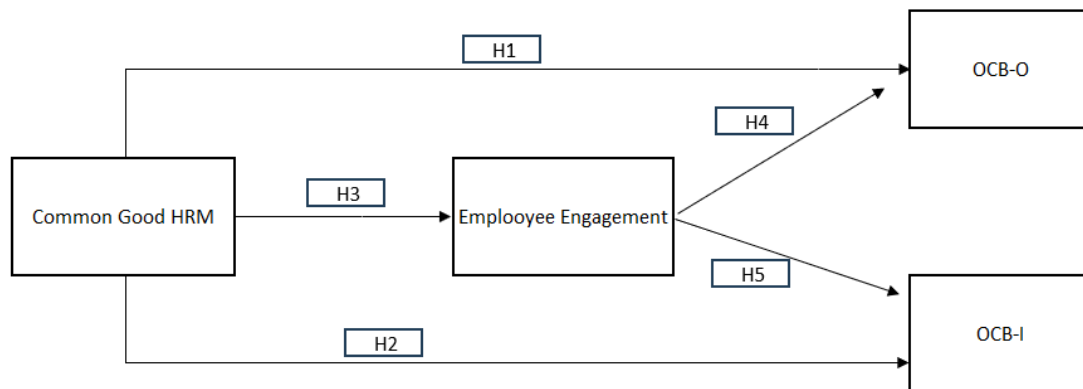 H1
OCB-O
H4
Common Good HRM
H3
Emplooyee Engagement
H5
OCB-I
H2